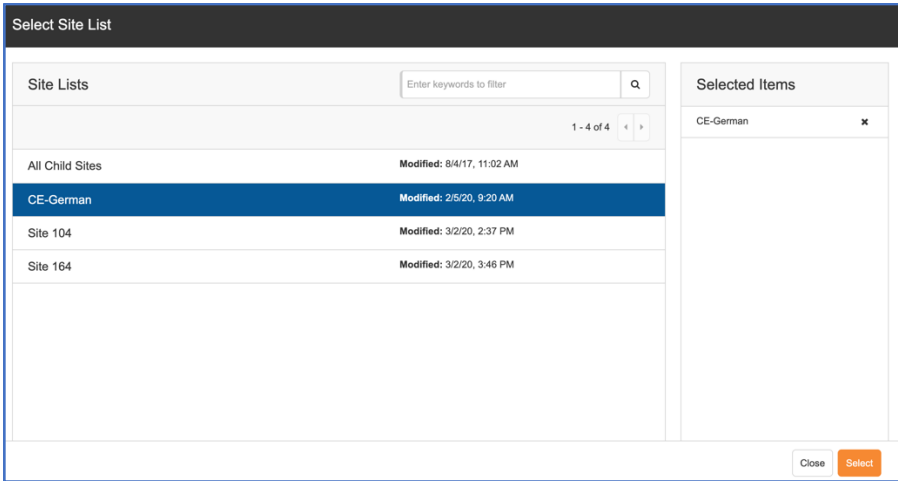 Select Site List
Site Lists
Enter keywords to filter
Selected Items
1 - 4 of 4
CE-German
All Child Sites
Modified: 8/4/17, 11:02 AM
CE-German
Modified: 2/5/20, 9:20 AM
Site 104
Modified: 3/2/20, 2:37 PM
Site 164
Modified: 3/2/20, 3:46 PM
Close
Select